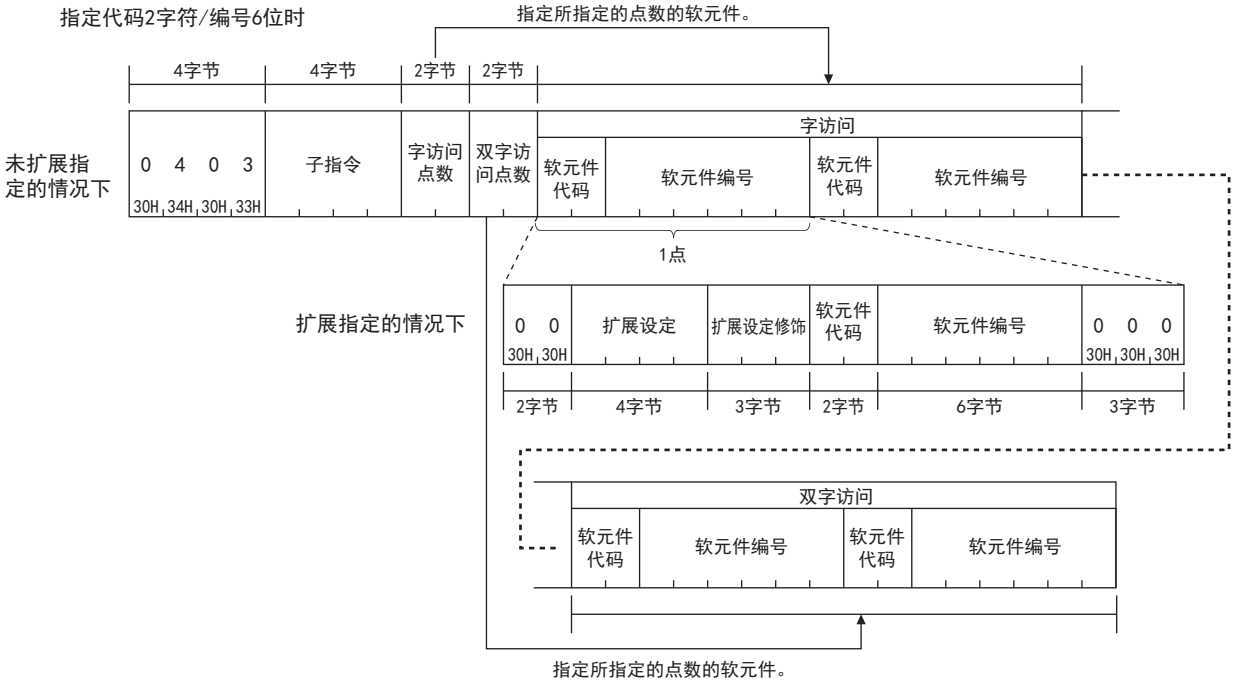 指定代码2字符/编号6位时
指定所指定的点数的软元件。
4字节 4字节 2字节 2字节
字访问
未扩展指
定的情况下
0 4 0 3
30H 34H 30H 33H
子指令
字访问
点数
双字访
问点数
软元件
代码
软元件编号
软元件
代码
软元件编号
1点
扩展指定的情况下
0 0
30H 30H
扩展设定
扩展设定修饰
软元件
代码
软元件编号
0 0 0
30H 30H 30H
2字节 4字节 3字节 2字节 6字节 3字节
双字访问
软元件
代码
软元件编号
软元件
代码
软元件编号
指定所指定的点数的软元件。